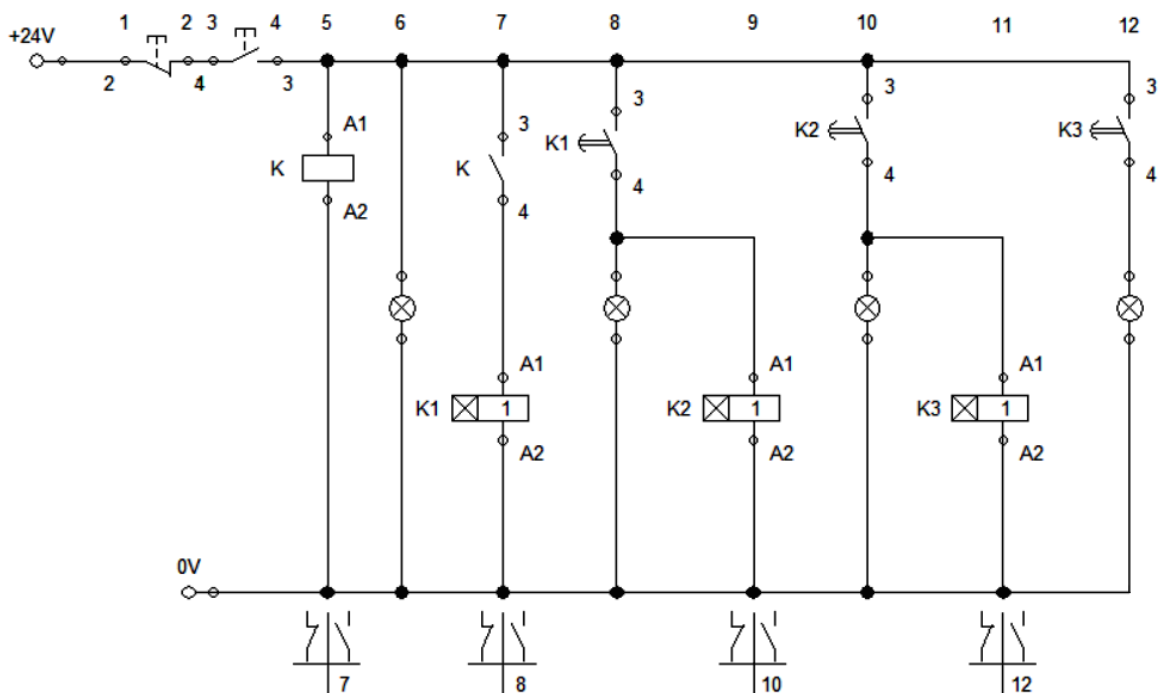 1 2 3 4 5 6 7 8 9 10 11 12
+24V
2 4 3
3 3 3
A1 3
K1 K2 K3
K K
4 4 4
A2 4
A1 A1 A1
K1 1 K2 1 K3 1
A2 A2 A2
0V
7 8 10 12